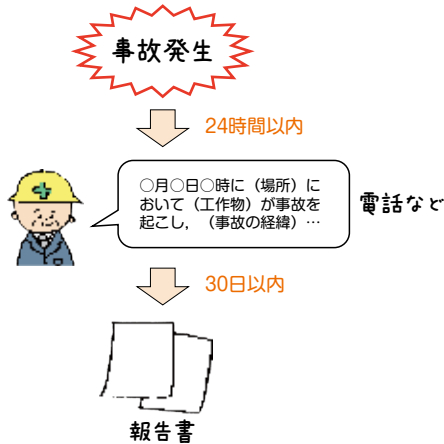 事故発生
24時間以内
○月○日○時に（場所）に
おいて（工作物）が事故を
起こし，（事故の経緯）…
電話など
30日以内
報告書